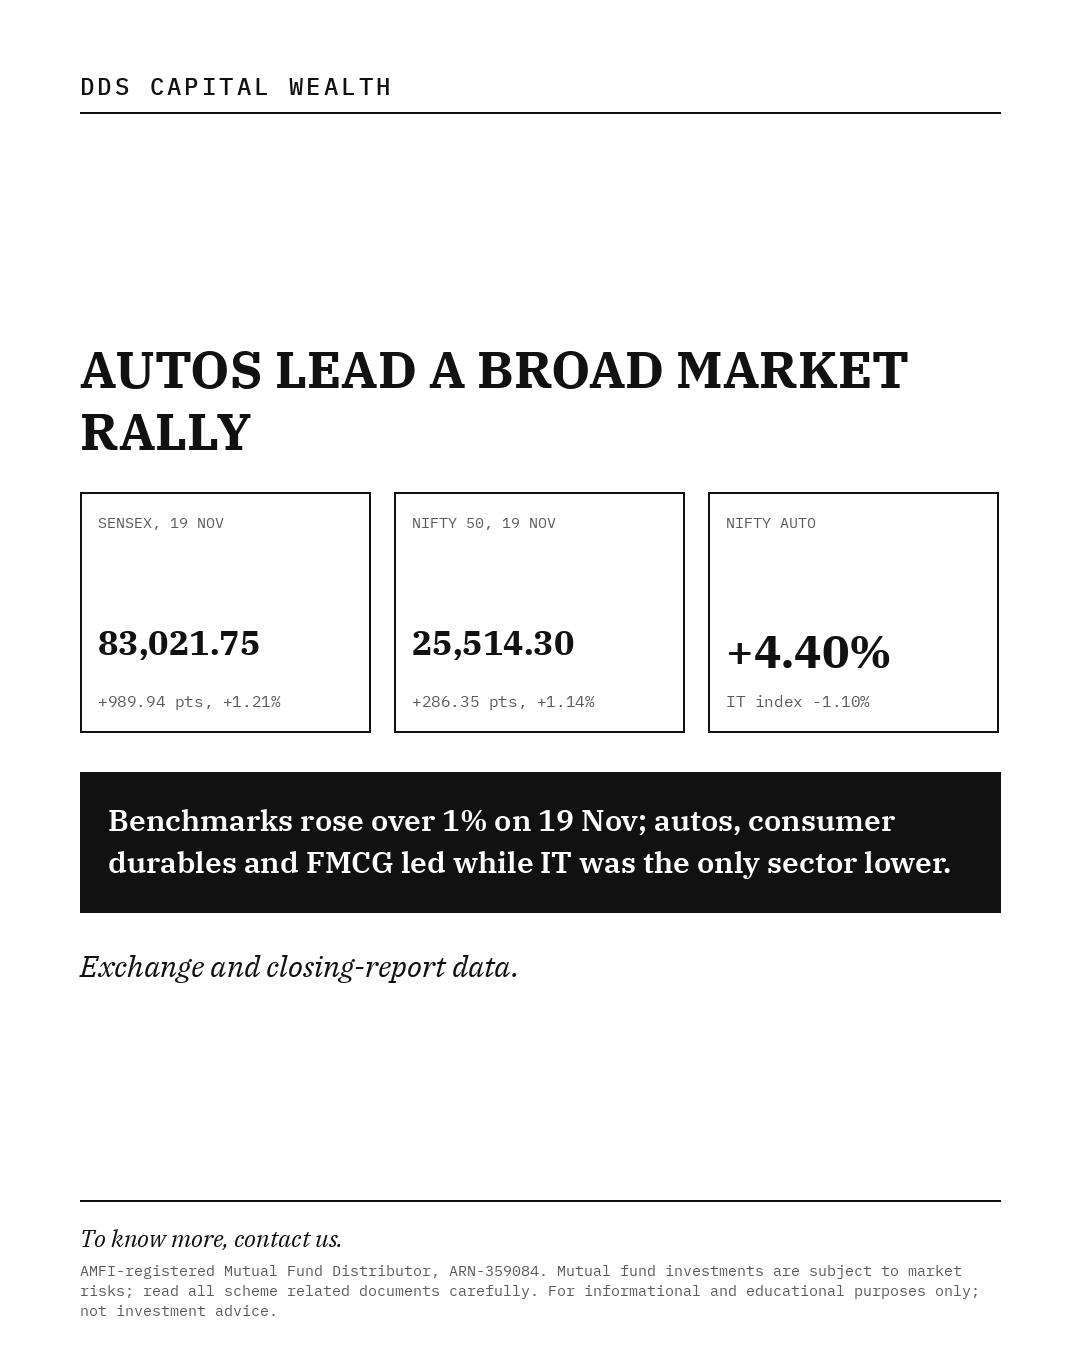 DDS CAPITAL WEALTH
AUTOS LEAD A BROAD MARKET
RALLY
SENSEX, 19 NOV
83,021.75
+989.94 pts, +1.21%
NIFTY 50, 19 NOV
25,514.30
+286.35 pts, +1.14%
NIFTY AUTO
+4.40%
IT index -1.10%
Benchmarks rose over 1% on 19 Nov; autos, consumer
durables and FMCG led while IT was the only sector lower.
Exchange and closing-report data.
To know more, contact us.
AMFI-registered Mutual Fund Distributor, ARN-359084. Mutual fund investments are subject to market
risks; read all scheme related documents carefully. For informational and educational purposes only;
not investment advice.